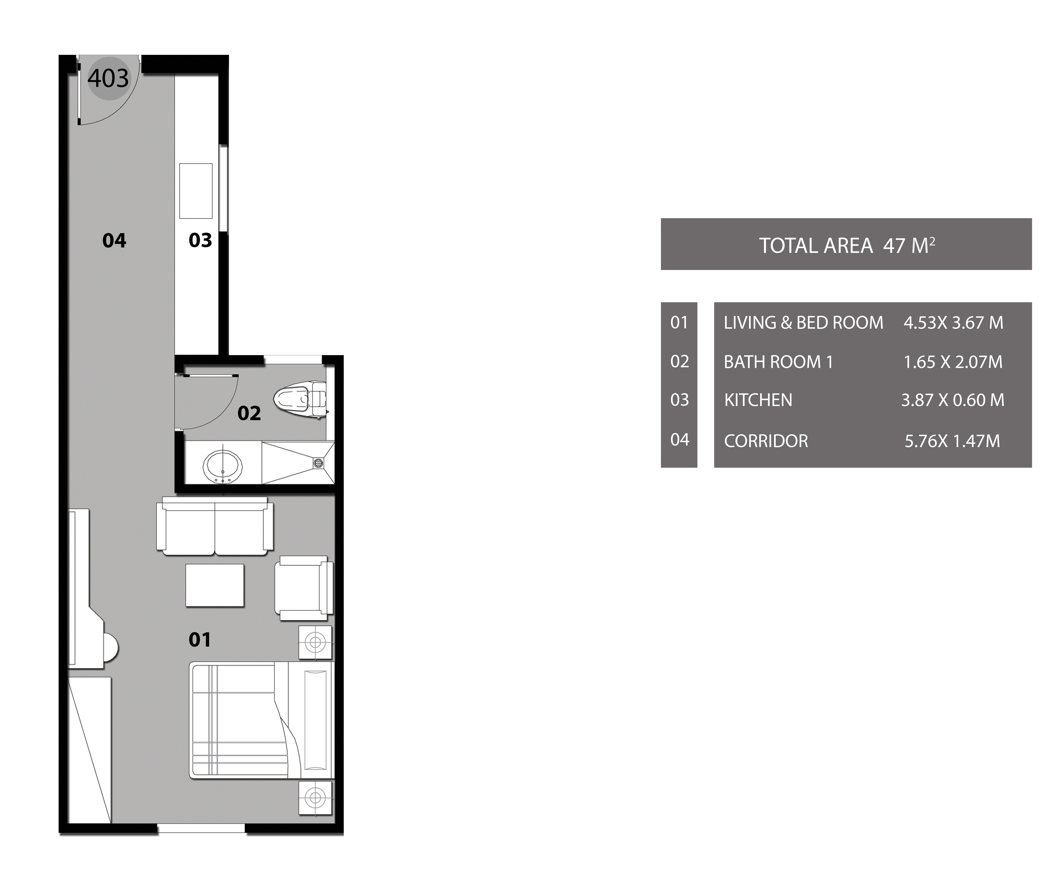 403
04
03
02
01
TOTAL AREA 47 M²
01 LIVING & BED ROOM 4.53X 3.67 M
02 BATH ROOM 1 1.65 X 2.07M
03 KITCHEN 3.87 X 0.60 M
04 CORRIDOR 5.76X 1.47M